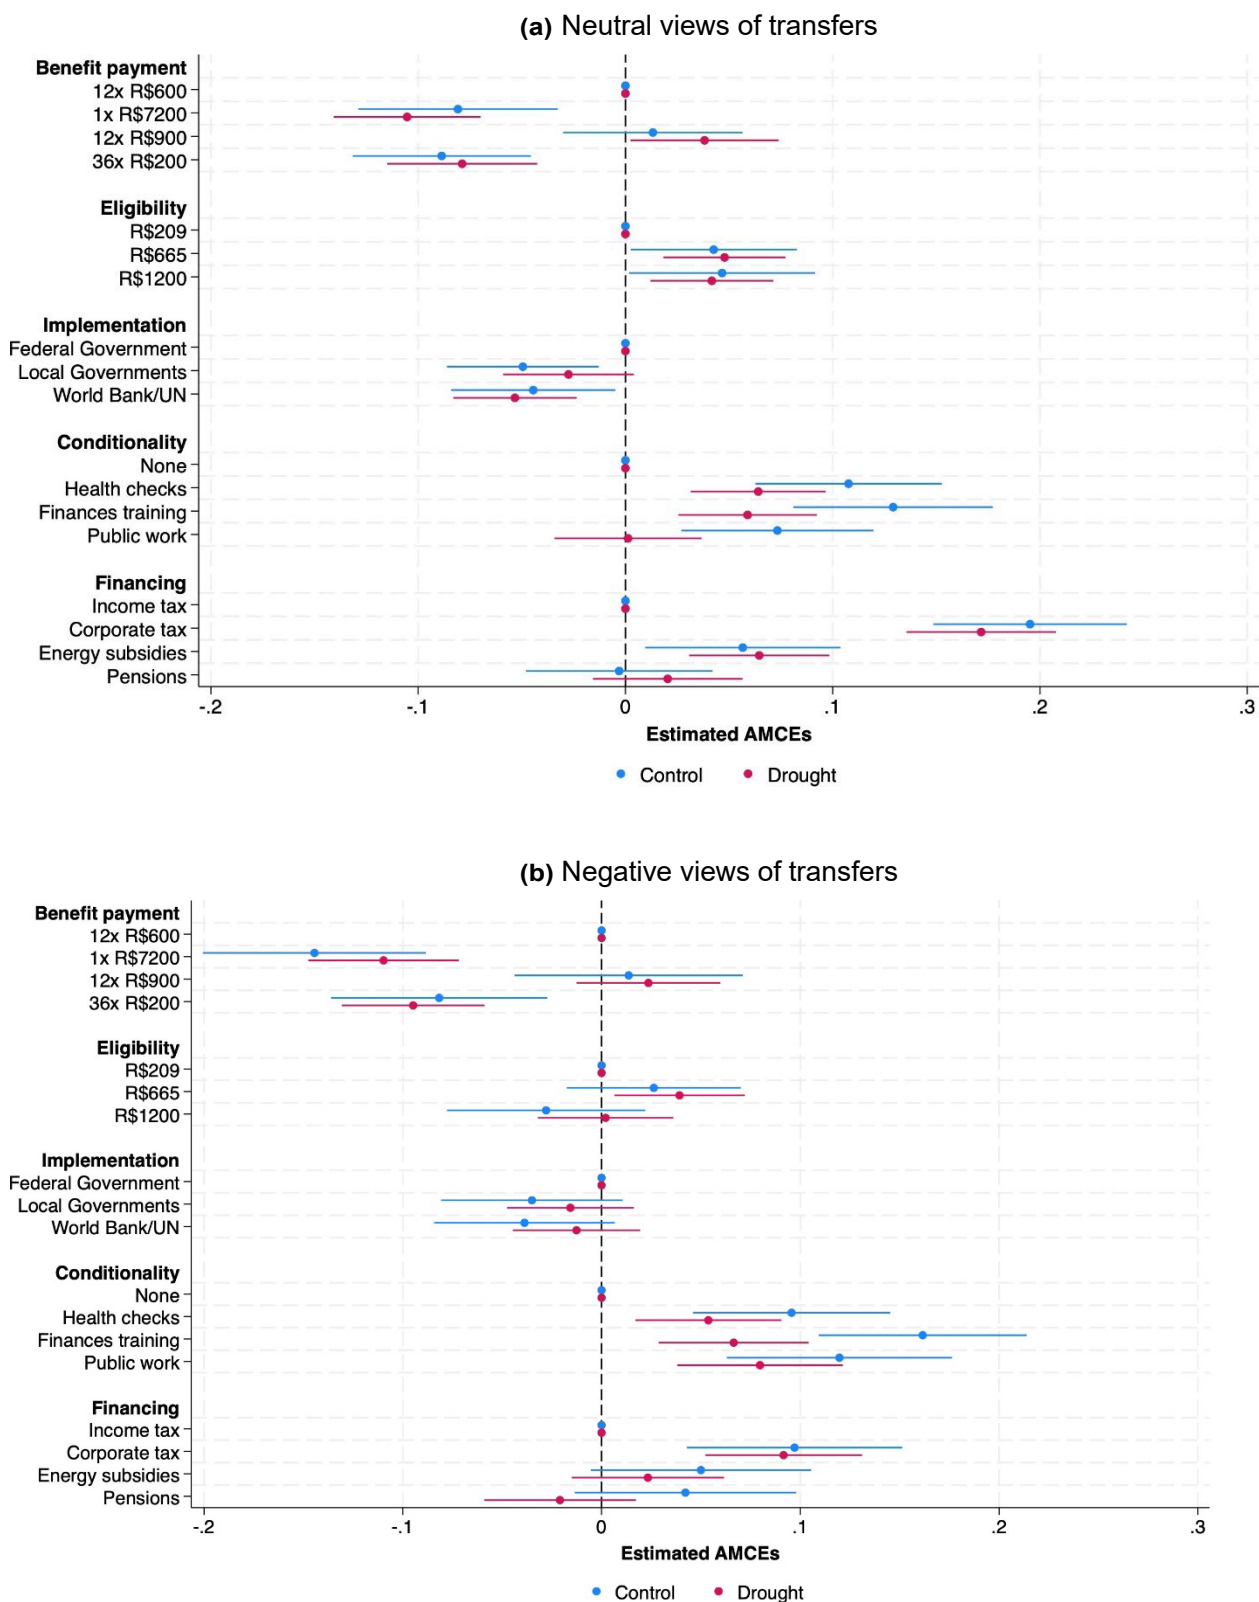 (a) Neutral views of transfers
Benefit payment
12x R$600
1x R$7200
12x R$900
36x R$200
Eligibility
R$209
R$665
R$1200
Implementation
Federal Government
Local Governments
World Bank/UN
Conditionality
None
Health checks
Finances training
Public work
Financing
Income tax
Corporate tax
Energy subsidies
Pensions
-.2 -.1 0 .1 .2 .3
Estimated AMCEs
Control Drought
(b) Negative views of transfers
Benefit payment
12x R$600
1x R$7200
12x R$900
36x R$200
Eligibility
R$209
R$665
R$1200
Implementation
Federal Government
Local Governments
World Bank/UN
Conditionality
None
Health checks
Finances training
Public work
Financing
Income tax
Corporate tax
Energy subsidies
Pensions
-.2 -.1 0 .1 .2 .3
Estimated AMCEs
Control Drought